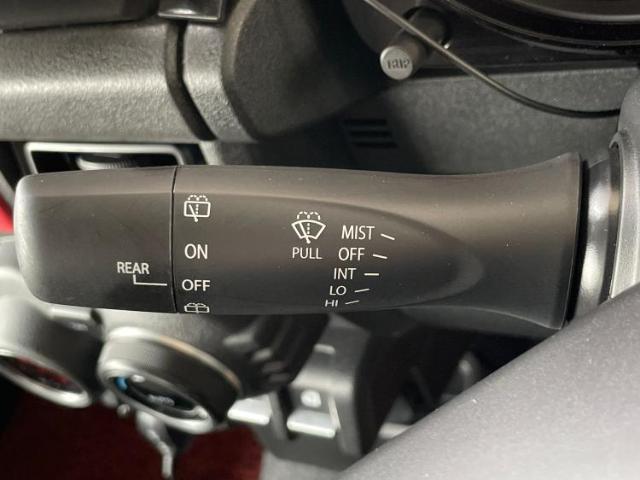 MIST
ON
PULL
OFF
REAR
INT
OFF
LO
HI